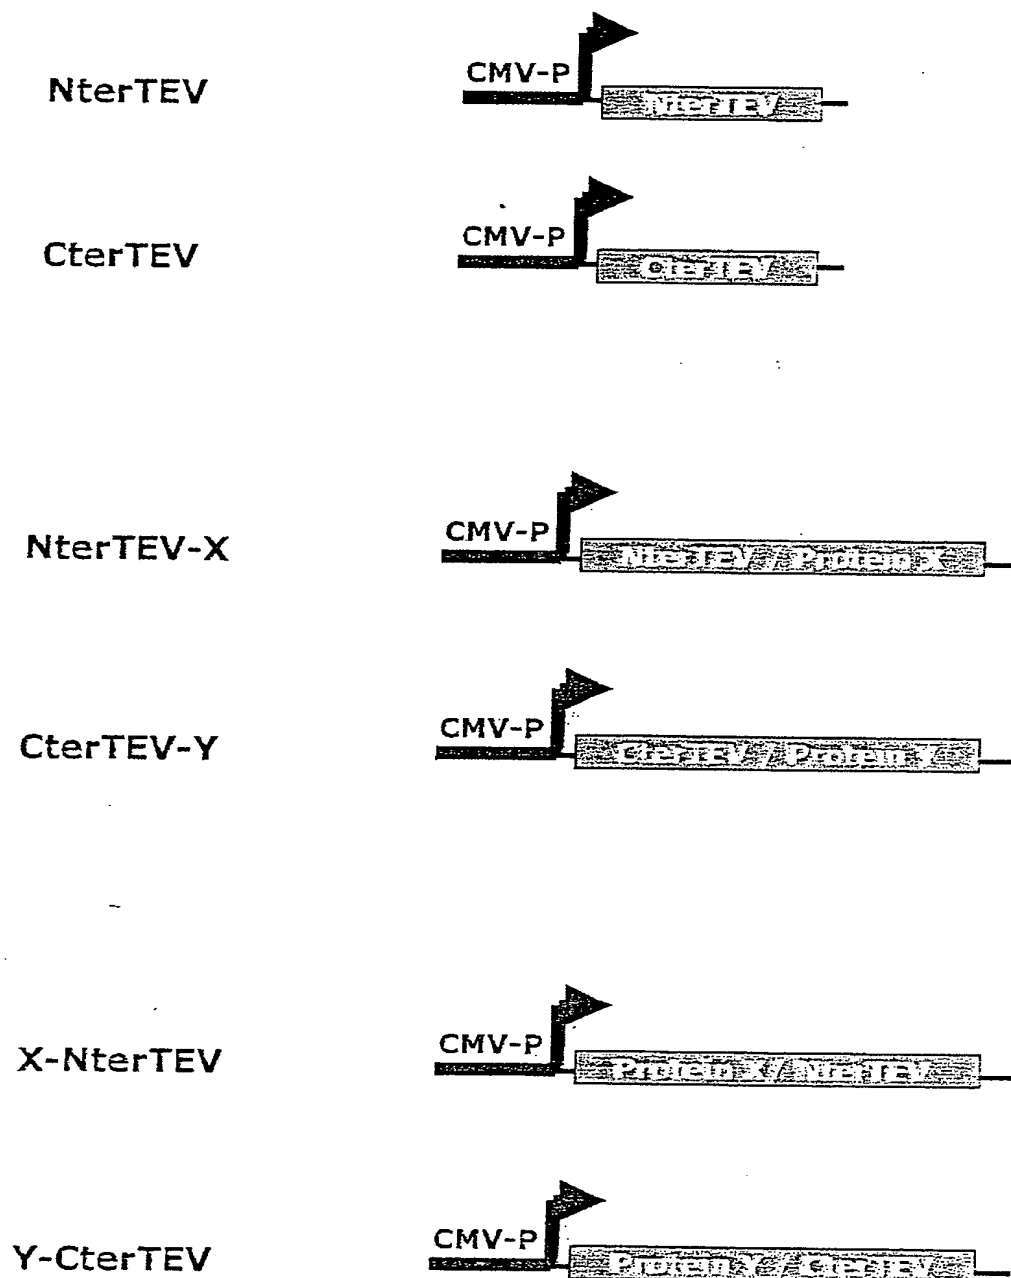 NterTEV
CMV-P
NterTEV
CterTEV
CMV-P
CterTEV
NterTEV-X
CMV-P
NterTEV / Protein X
CterTEV-Y
CMV-P
CterTEV / Protein Y
X-NterTEV
CMV-P
Protein X/ NterTEV
Y-CterTEV
CMV-P
Protein Y / CterTEV